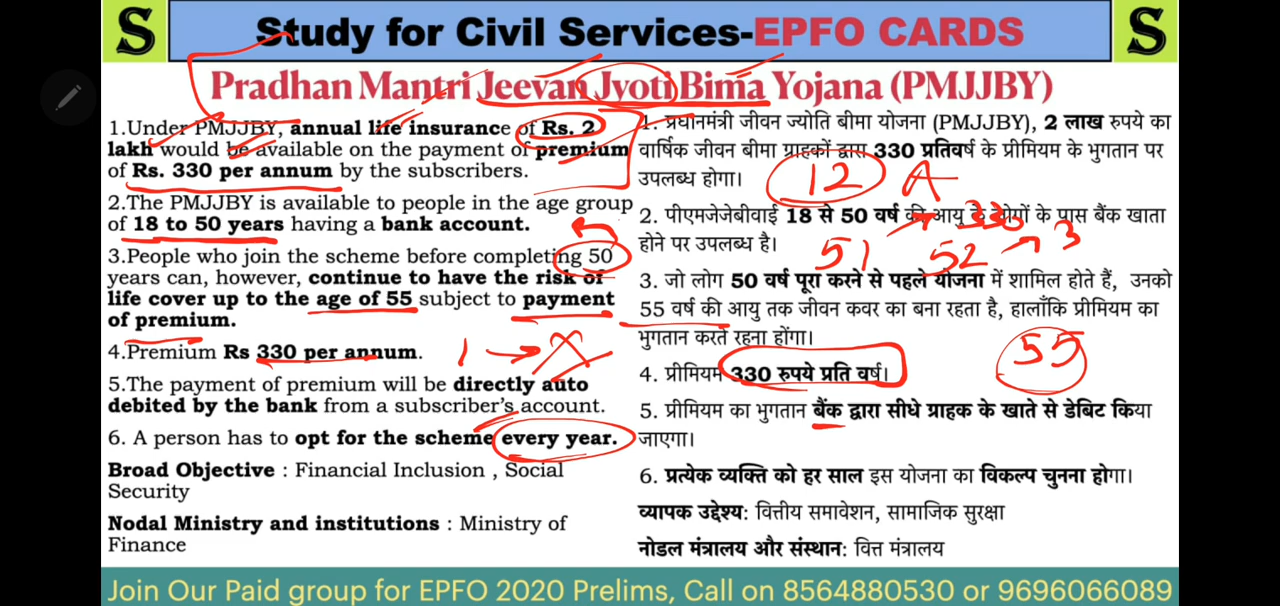 S
Study for Civil Services-EPFO CARDS
S
Pradhan Mantri Jeevan Jyoti Bima Yojana (PMJJBY)
1.Under PMJJBY, annual life insurance of Rs. 2
lakh would be available on the payment of premium
of Rs. 330 per annum by the subscribers.
2.The PMJJBY is available to people in the age group
of 18 to 50 years having a bank account.
3.People who join the scheme before completing 50
years can, however, continue to have the risk of
life cover up to the age of 55 subject to payment
of premium.
4.Premium Rs 330 per annum.
5.The payment of premium will be directly auto
debited by the bank from a subscriber's account.
6. A person has to opt for the scheme every year.
Broad Objective : Financial Inclusion , Social
Security
Nodal Ministry and institutions : Ministry of
Finance
1 → X
1. प्रधानमंत्री जीवन ज्योति बीमा योजना (PMJJBY), 2 लाख रुपये का
वार्षिक जीवन बीमा ग्राहकों द्वारा 330 प्रतिवर्ष के प्रीमियम के भुगतान पर
उपलब्ध होगा।
12 A
2. पीएमजेजेबीवाई 18 से 50 वर्ष की आयु के लोगों के पास बैंक खाता
होने पर उपलब्ध है।
330
51 52 → 3
3. जो लोग 50 वर्ष पूरा करने से पहले योजना में शामिल होते हैं, उनको
55 वर्ष की आयु तक जीवन कवर का बना रहता है, हालाँकि प्रीमियम का
भुगतान करते रहना होंगा।
55
4. प्रीमियम 330 रुपये प्रति वर्ष।
5. प्रीमियम का भुगतान बैंक द्वारा सीधे ग्राहक के खाते से डेबिट किया
जाएगा।
6. प्रत्येक व्यक्ति को हर साल इस योजना का विकल्प चुनना होगा।
व्यापक उद्देश्य: वित्तीय समावेशन, सामाजिक सुरक्षा
नोडल मंत्रालय और संस्थान: वित्त मंत्रालय
Join Our Paid group for EPFO 2020 Prelims, Call on 8564880530 or 9696066089